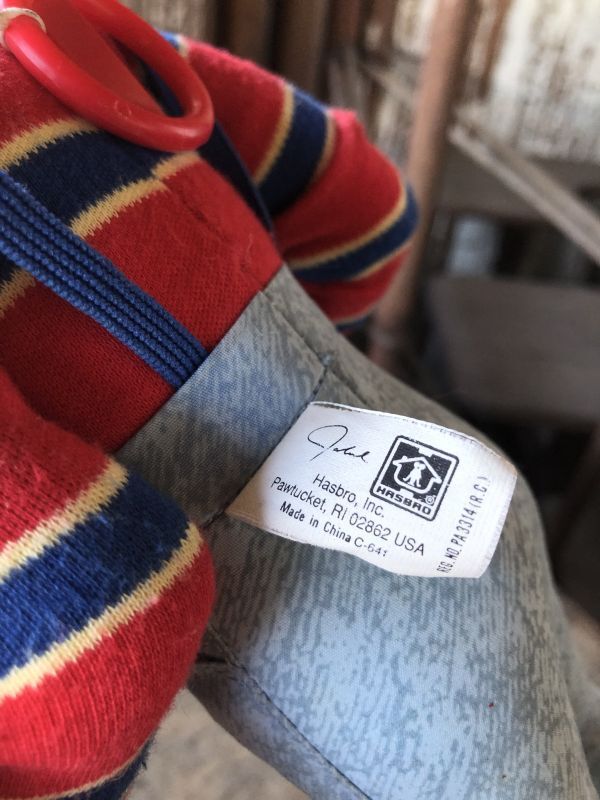 Hasbro, Inc.
Pawtucket, RI 02862 USA
Made in China C-641
HASBRO®
REG. NO. PA3314 (R.C.)